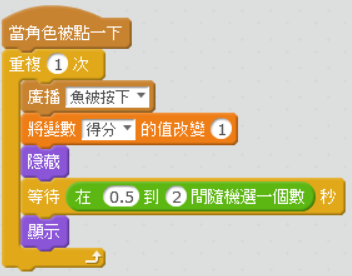 當角色被點一下
重複 1 次
廣播 魚被按下
將變數 得分 的值改變 1
隱藏
等待 在 0.5 到 2 間隨機選一個數 秒
顯示